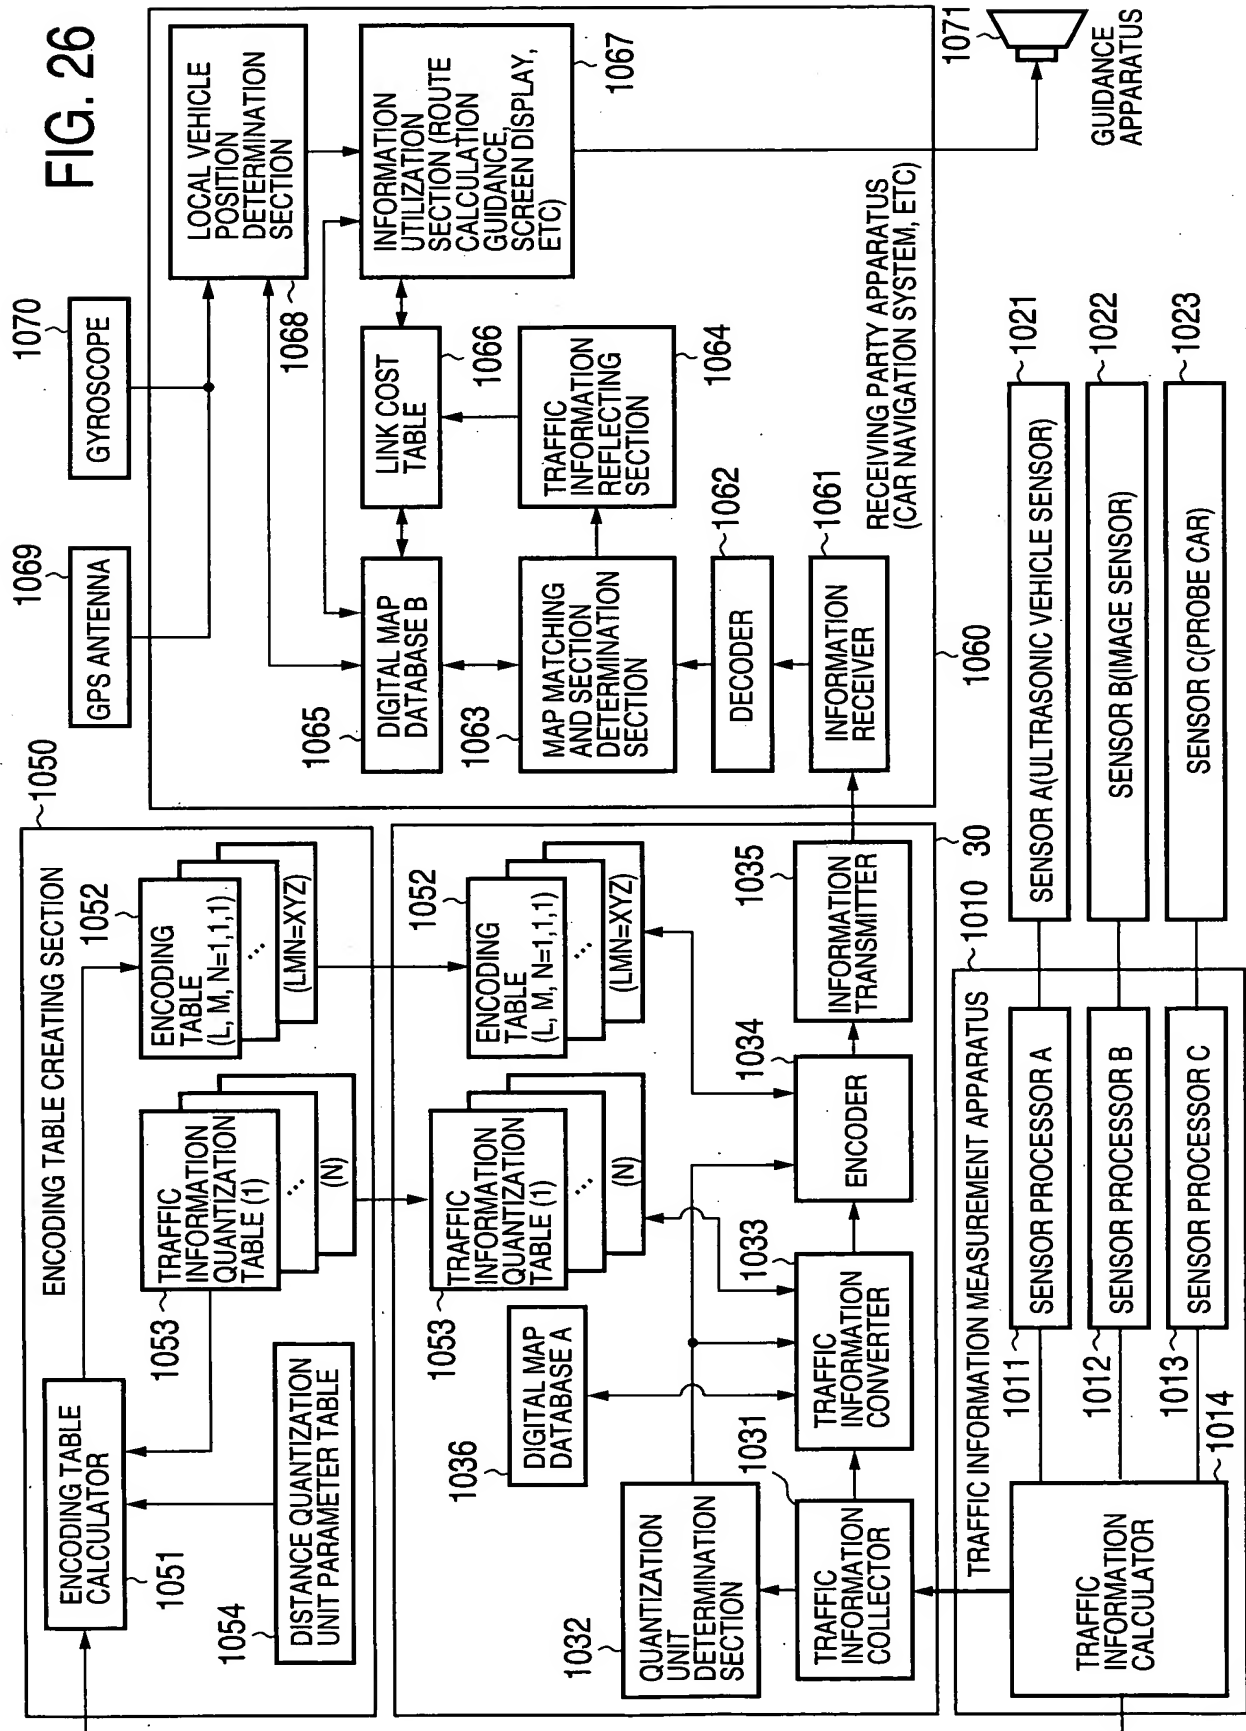 FIG. 26
ENCODING TABLE CREATING SECTION
1050
ENCODING TABLE
CALCULATOR
1051
1054
DISTANCE QUANTIZATION
UNIT PARAMETER TABLE
1053
TRAFFIC
INFORMATION
QUANTIZATION
TABLE (1)
...
(N)
1052
ENCODING
TABLE
(L, M, N=1,1,1)
...
(LMN=XYZ)
30
1053
TRAFFIC
INFORMATION
QUANTIZATION
TABLE (1)
...
(N)
1052
ENCODING
TABLE
(L, M, N=1,1,1)
...
(LMN=XYZ)
1036
DIGITAL MAP
DATABASE A
1032
QUANTIZATION
UNIT
DETERMINATION
SECTION
1031
TRAFFIC
INFORMATION
COLLECTOR
1033
TRAFFIC
INFORMATION
CONVERTER
1034
ENCODER
1035
INFORMATION
TRANSMITTER
TRAFFIC INFORMATION MEASUREMENT APPARATUS
1010
1014
TRAFFIC
INFORMATION
CALCULATOR
1011
SENSOR PROCESSOR A
1012
SENSOR PROCESSOR B
1013
SENSOR PROCESSOR C
SENSOR A(ULTRASONIC VEHICLE SENSOR)
1021
SENSOR B(IMAGE SENSOR)
1022
SENSOR C(PROBE CAR)
1023
1069
GPS ANTENNA
1070
GYROSCOPE
LOCAL VEHICLE
POSITION
DETERMINATION
SECTION
1068
1065
DIGITAL MAP
DATABASE B
LINK COST
TABLE
1066
INFORMATION
UTILIZATION
SECTION (ROUTE
CALCULATION
GUIDANCE,
SCREEN DISPLAY,
ETC)
1067
1063
MAP MATCHING
AND SECTION
DETERMINATION
SECTION
TRAFFIC
INFORMATION
REFLECTING
SECTION
1064
DECODER
1062
INFORMATION
RECEIVER
1061
RECEIVING PARTY APPARATUS
(CAR NAVIGATION SYSTEM, ETC)
1060
1071
GUIDANCE
APPARATUS